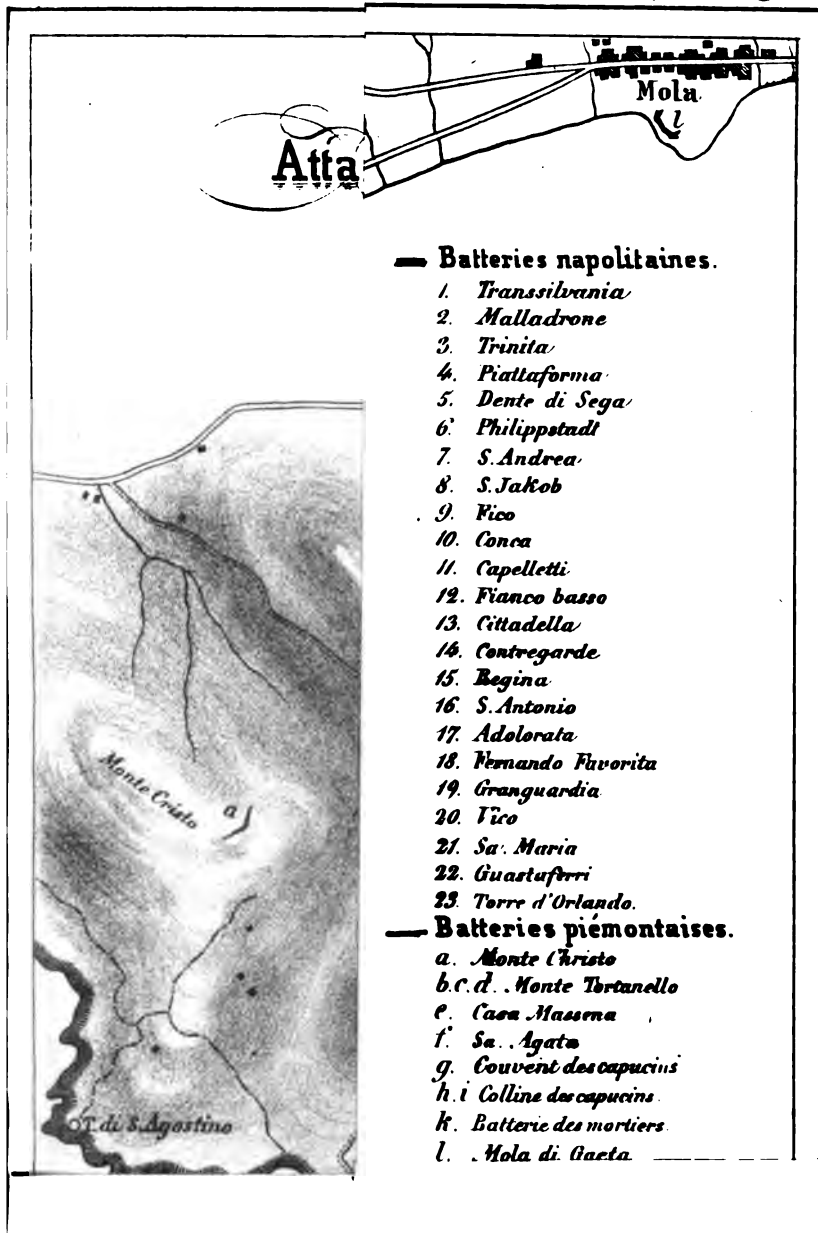 Mola
l
Atta
Batteries napolitaines.
1. Transsilvania
2. Malladrone
3. Trinita
4. Piattaforma
5. Dente di Sega
6. Philippstadt
7. S. Andrea
8. S. Jakob
9. Fico
10. Conca
11. Capelletti
12. Fianco basso
13. Cittadella
14. Contregarde
15. Regina
16. S. Antonio
17. Adolorata
18. Fernando Favorita
19. Granguardia
20. Vico
21. Sa. Maria
22. Guastaferri
23. Torre d'Orlando.
Batteries piémontaises.
a. Monte Christo
b.c.d. Monte Tortanello
e. Casa Massena
f. Sa. Agata
g. Couvent des capucins
h.i Colline des capucins
k. Batterie des mortiers
l. Mola di Gaeta
Monte Cristo
a
T. di S. Agostino